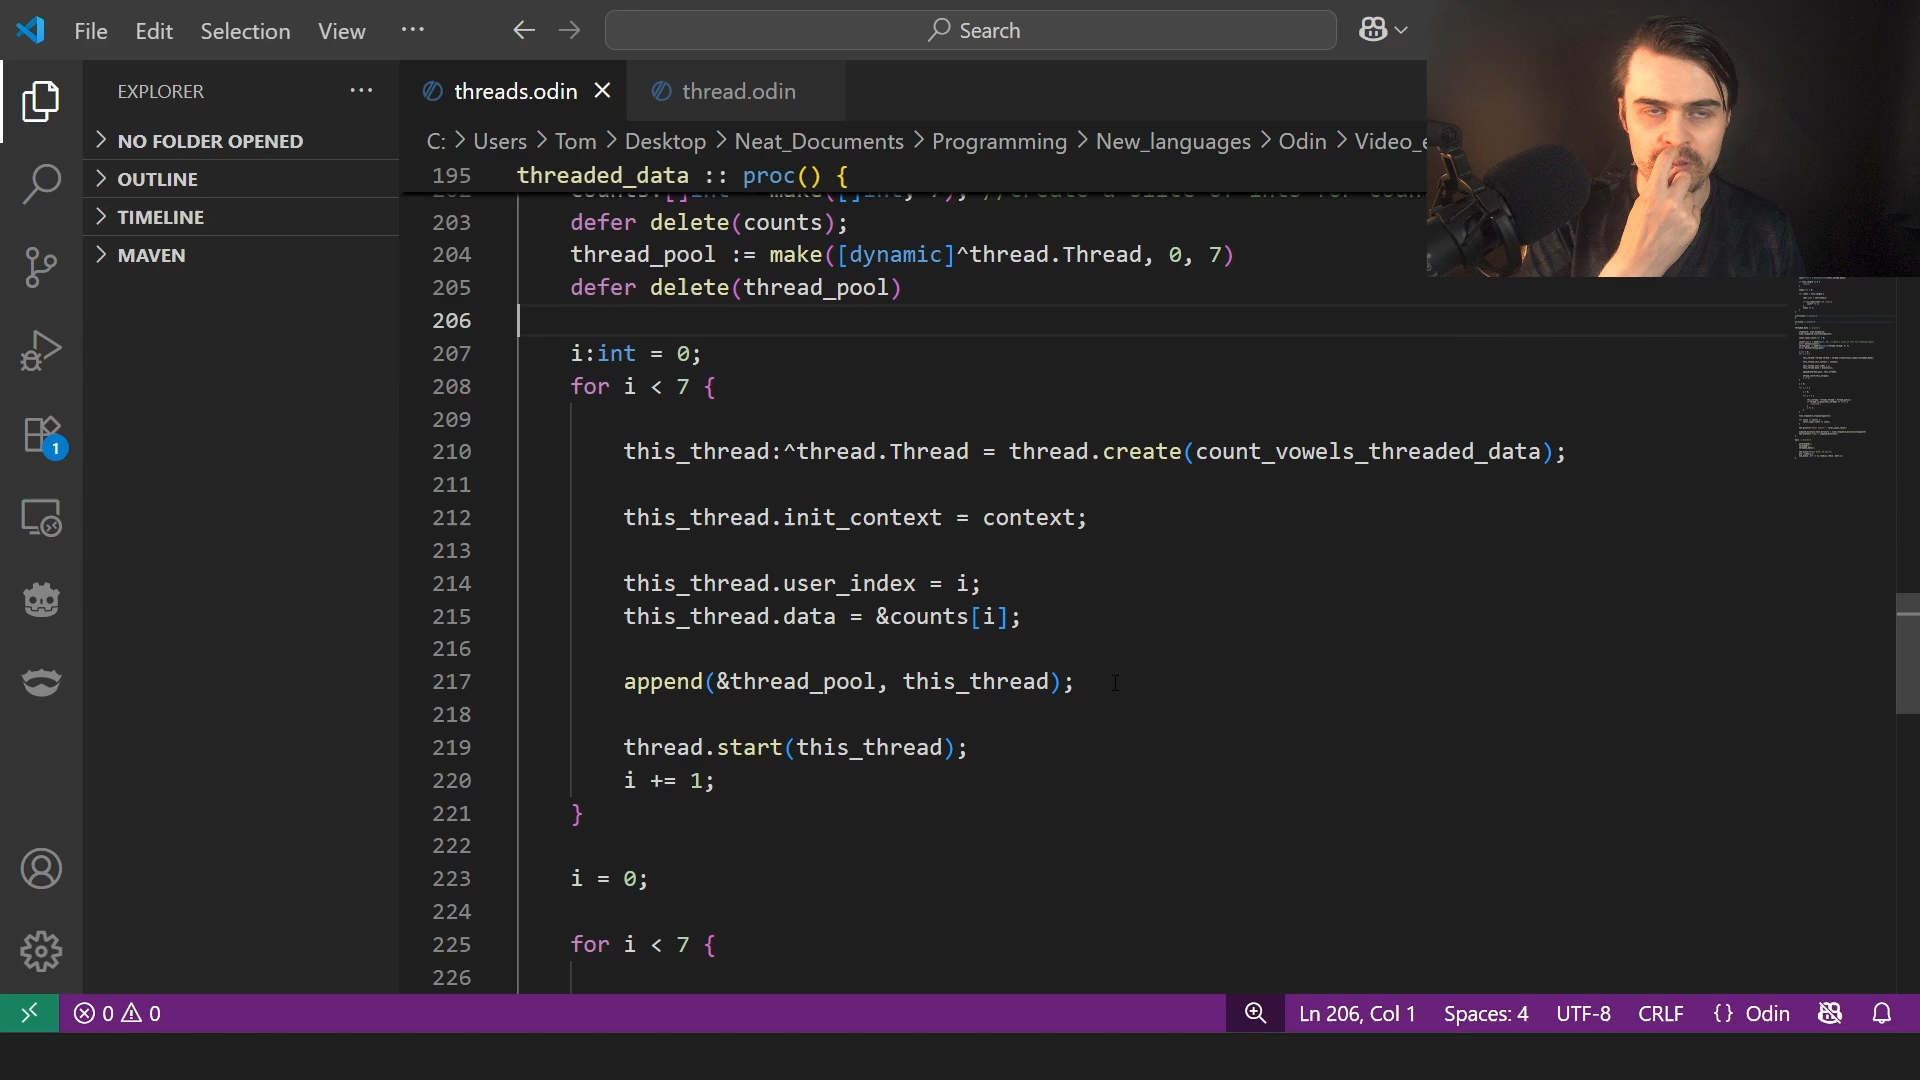 File Edit Selection View ··· Search
EXPLORER ···
NO FOLDER OPENED
OUTLINE
TIMELINE
MAVEN
1
threads.odin thread.odin
C: > Users > Tom > Desktop > Neat_Documents > Programming > New_languages > Odin > Video_e
195 threaded_data :: proc() {
203 defer delete(counts);
204 thread_pool := make([dynamic]^thread.Thread, 0, 7)
205 defer delete(thread_pool)
206
207 i:int = 0;
208 for i < 7 {
209
210 this_thread:^thread.Thread = thread.create(count_vowels_threaded_data);
211
212 this_thread.init_context = context;
213
214 this_thread.user_index = i;
215 this_thread.data = &counts[i];
216
217 append(&thread_pool, this_thread);
218
219 thread.start(this_thread);
220 i += 1;
221 }
222
223 i = 0;
224
225 for i < 7 {
226
0 0 Ln 206, Col 1 Spaces: 4 UTF-8 CRLF {} Odin